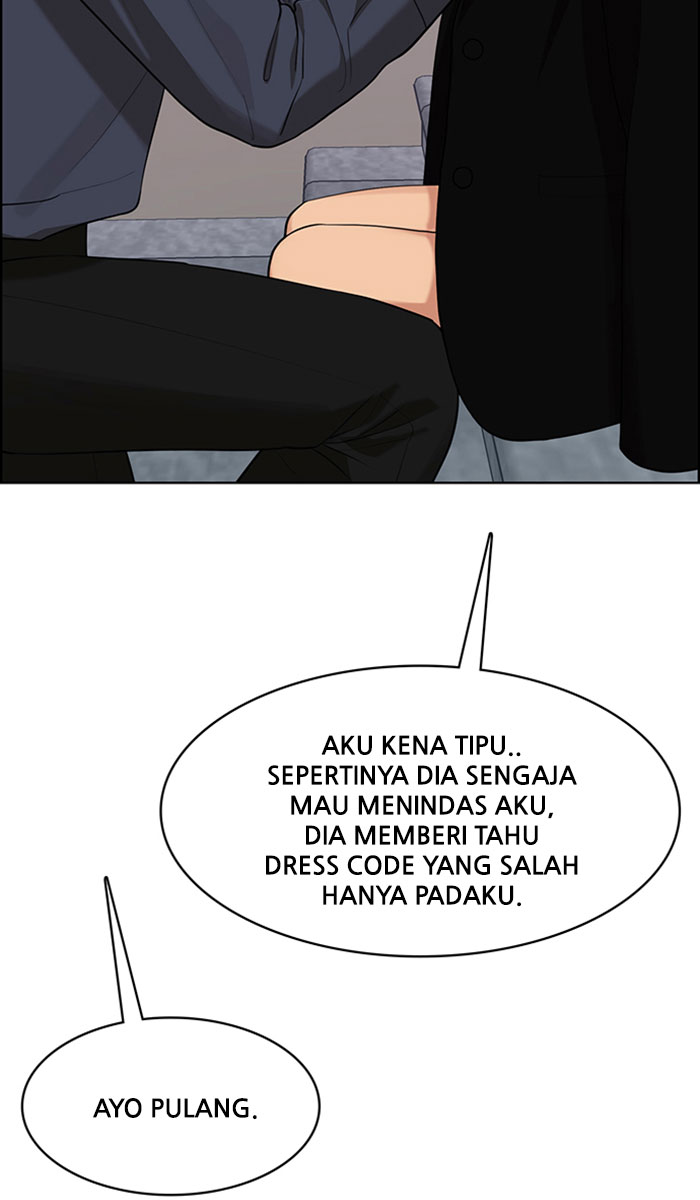 AKU KENA TIPU..
SEPERTINYA DIA SENGAJA
MAU MENINDAS AKU,
DIA MEMBERI TAHU
DRESS CODE YANG SALAH
HANYA PADAKU.
AYO PULANG.